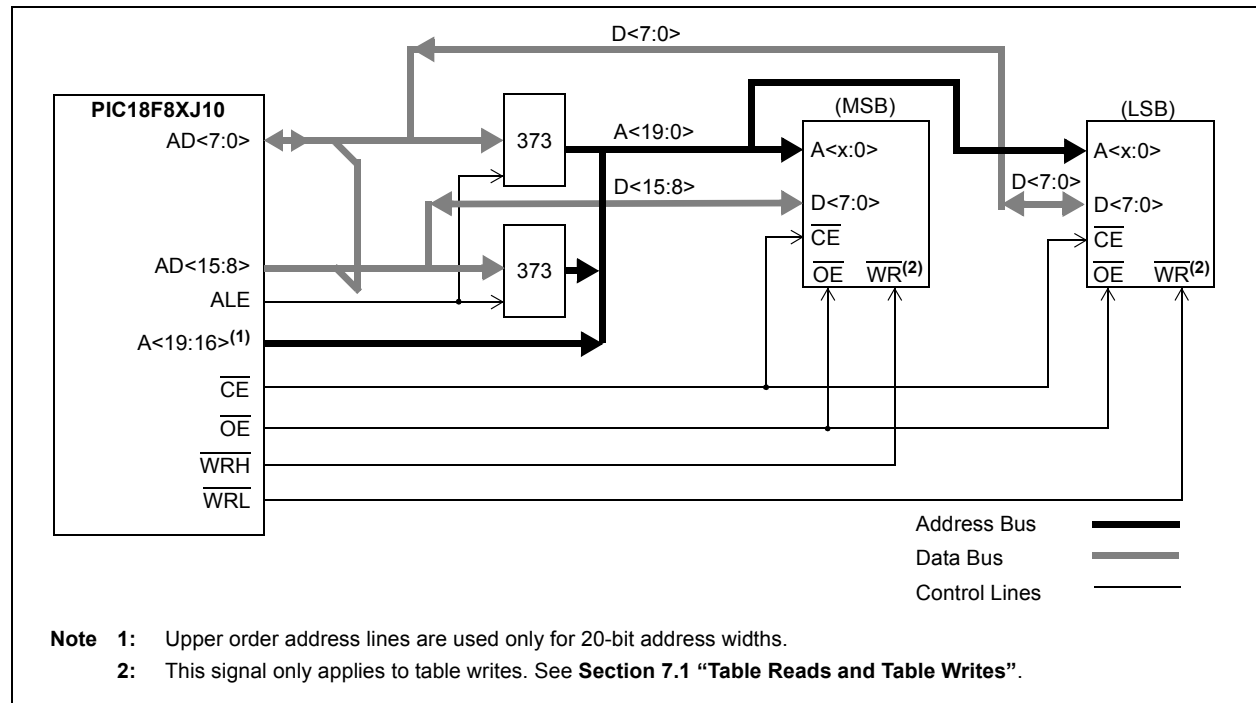 D<7:0>
PIC18F8XJ10
AD<7:0>
373
A<19:0>
(MSB)
A<x:0>
(LSB)
A<x:0>
D<15:8>
D<7:0>
D<7:0>
D<7:0>
CE
CE
AD<15:8>
373
OE WR(2)
OE WR(2)
ALE
A<19:16>(1)
CE
OE
WRH
WRL
Address Bus
Data Bus
Control Lines
Note 1: Upper order address lines are used only for 20-bit address widths.
2: This signal only applies to table writes. See Section 7.1 “Table Reads and Table Writes”.